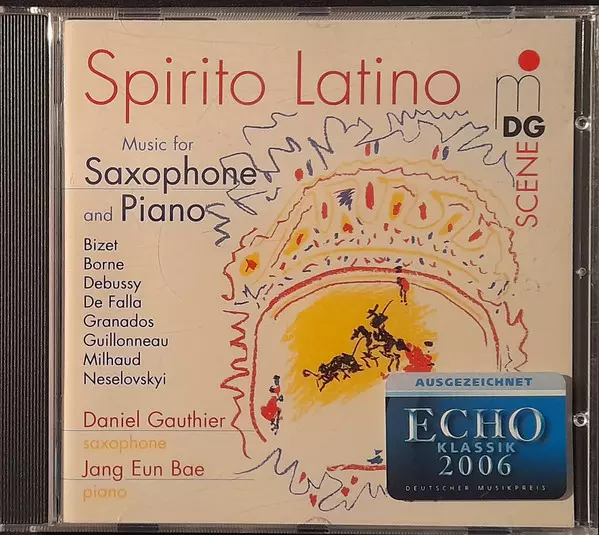 Spirito Latino
Music for
Saxophone
and Piano
Bizet
Borne
Debussy
De Falla
Granados
Guillonneau
Milhaud
Neselovskyi
Daniel Gauthier
saxophone
Jang Eun Bae
piano
m
DG
SCENE
AUSGEZEICHNET
ECHO
KLASSIK
2006
DEUTSCHER MUSIKPREIS